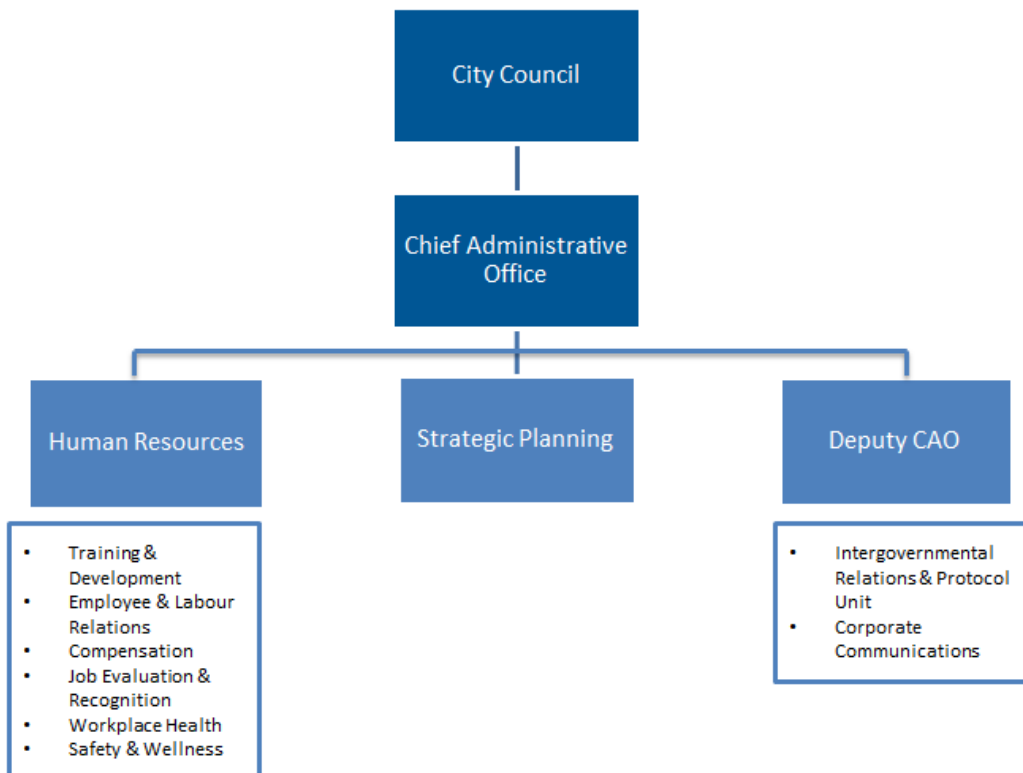 City Council
Chief Administrative
Office
Human Resources
Strategic Planning
Deputy CAO
• Training &
Development
• Employee & Labour
Relations
• Compensation
• Job Evaluation &
Recognition
• Workplace Health
• Safety & Wellness
• Intergovernmental
Relations & Protocol
Unit
• Corporate
Communications